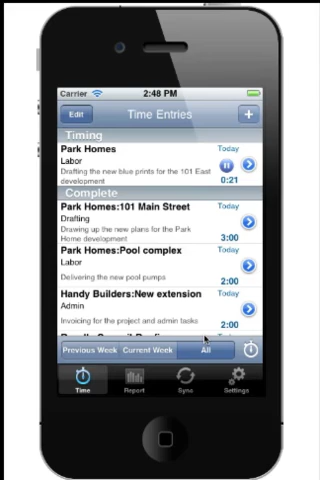 Carrier 2:48 PM
Edit Time Entries +
Timing
Park Homes Today
Labor
Drafting the new blue prints for the 101 East
development 0:21
Complete
Park Homes:101 Main Street Today
Drafting
Drawing up the new plans for the Park
Home development 3:00
Park Homes:Pool complex Today
Labor
Delivering the new pool pumps
2:00
Handy Builders:New extension Today
Admin
Invoicing for the project and admin tasks
2:00
Previous Week Current Week All
Time Report Sync Settings